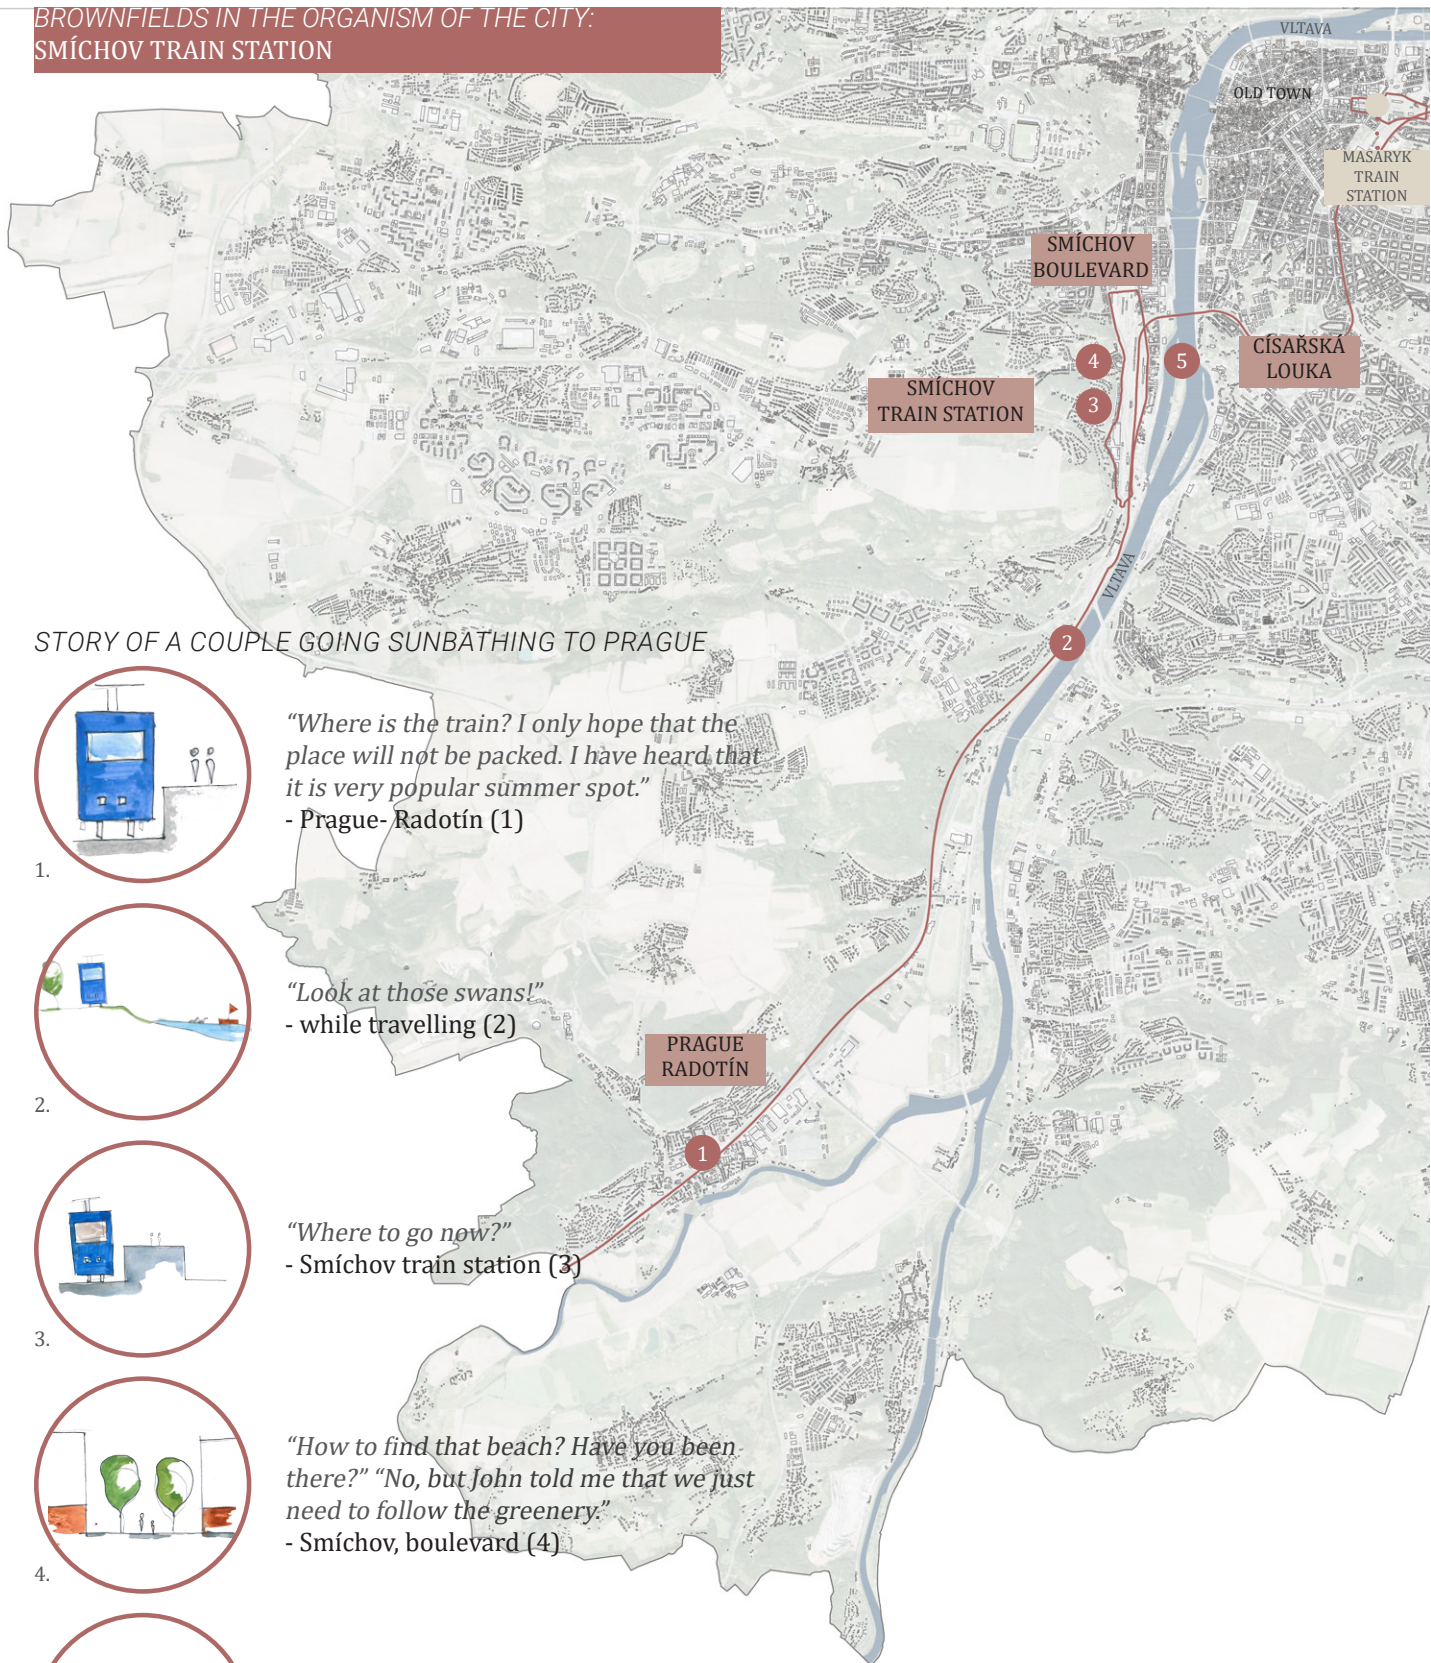 BROWNFIELDS IN THE ORGANISM OF THE CITY:
SMÍCHOV TRAIN STATION
VLTAVA
OLD TOWN
MASARYK
TRAIN
STATION
SMÍCHOV
BOULEVARD
CÍSAŘSKÁ
LOUKA
4
5
SMÍCHOV
TRAIN STATION
3
VLTAVA
2
STORY OF A COUPLE GOING SUNBATHING TO PRAGUE
“Where is the train? I only hope that the
place will not be packed. I have heard that
it is very popular summer spot.”
- Prague- Radotín (1)
1.
“Look at those swans!”
- while travelling (2)
2.
PRAGUE
RADOTÍN
1
“Where to go now?”
- Smíchov train station (3)
3.
“How to find that beach? Have you been
there?” “No, but John told me that we just
need to follow the greenery.”
- Smíchov, boulevard (4)
4.